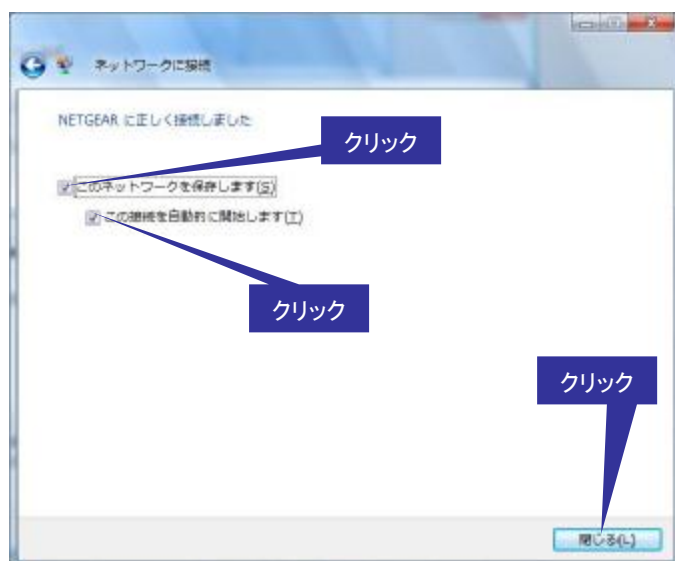 ネットワークに接続
NETGEAR に正しく接続しました
クリック
このネットワークを保存します(S)
この接続を自動的に開始します(T)
クリック
クリック
閉じる(L)